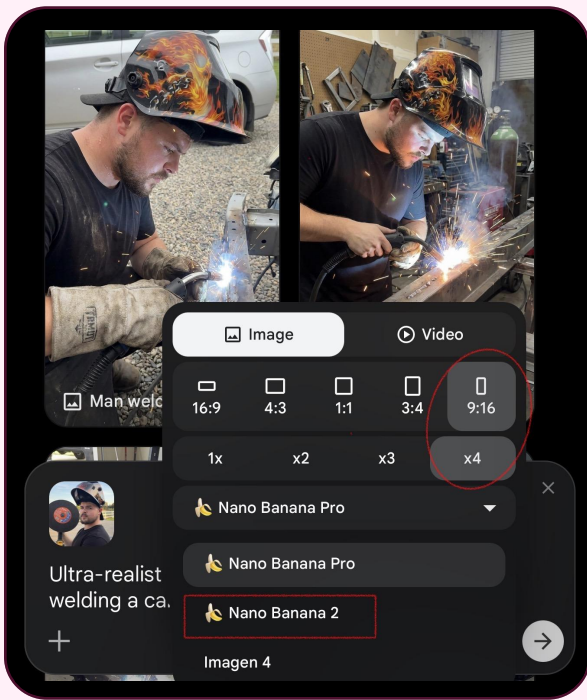 Image
Video
16:9
4:3
1:1
3:4
9:16
Man weld
1x
x2
x3
x4
Nano Banana Pro
Nano Banana Pro
Ultra-realist
welding a ca
Nano Banana 2
Imagen 4